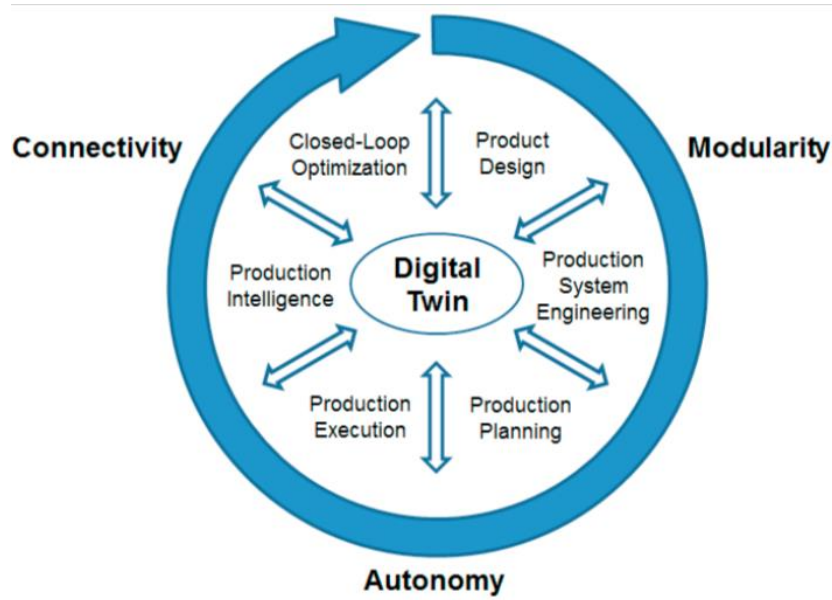 Connectivity
Modularity
Closed-Loop
Optimization
Product
Design
Production
Intelligence
Digital
Twin
Production
System
Engineering
Production
Execution
Production
Planning
Autonomy